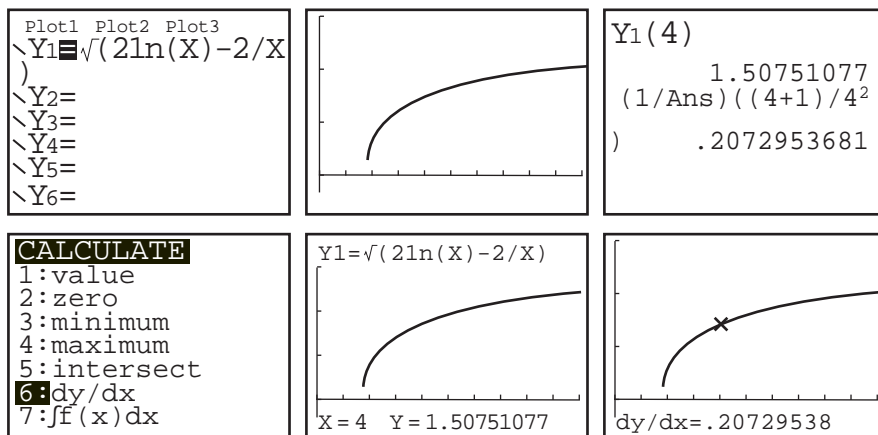 Plot1 Plot2 Plot3
\Y1=√(2ln(X)-2/X
)
\Y2=
\Y3=
\Y4=
\Y5=
\Y6=
Y1(4)
1.50751077
(1/Ans)((4+1)/4²
) .2072953681
CALCULATE
1:value
2:zero
3:minimum
4:maximum
5:intersect
6:dy/dx
7:∫f(x)dx
Y1=√(2ln(X)-2/X)
X=4 Y=1.50751077
dy/dx=.20729538